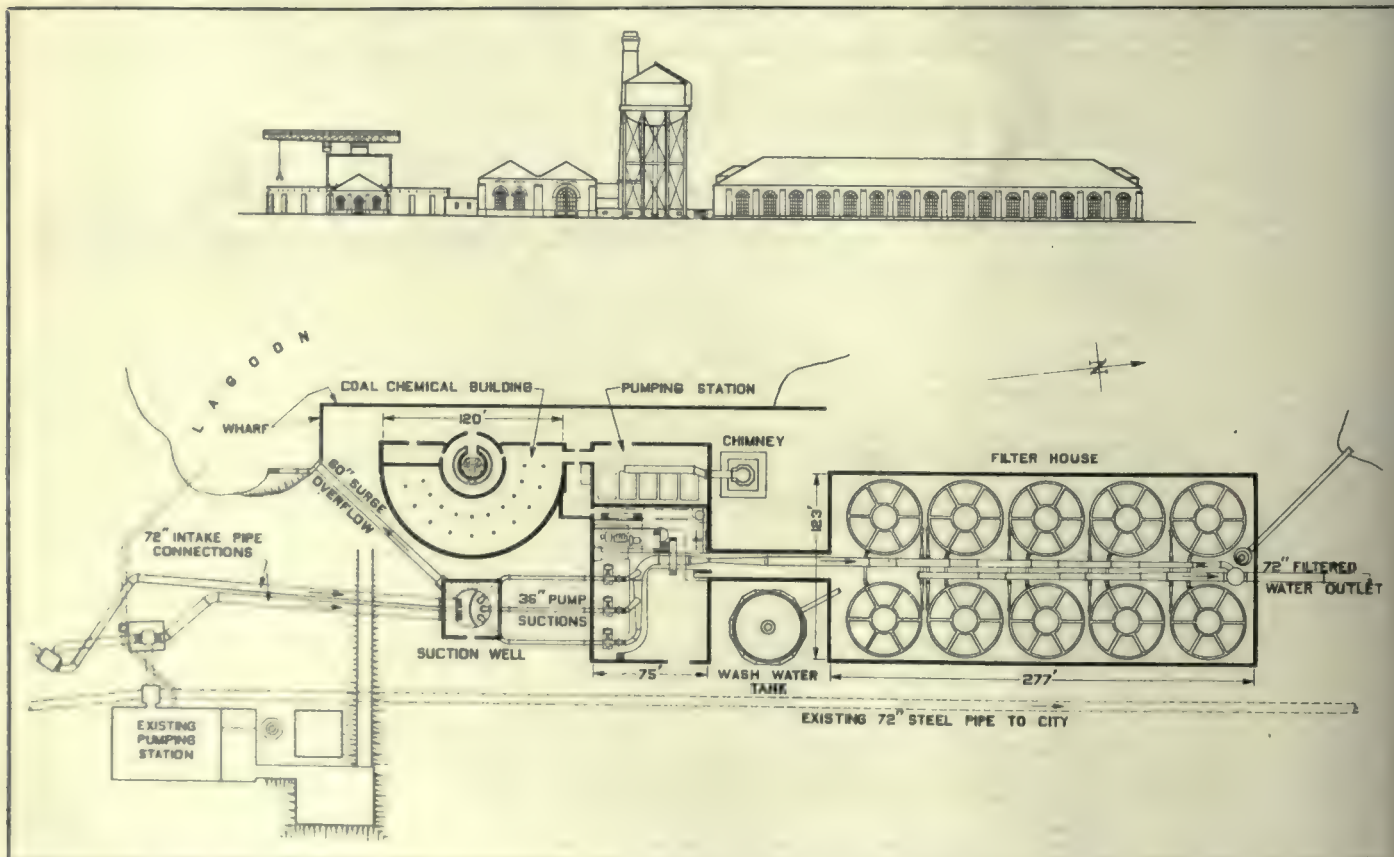 LAGOON
WHARF
COAL CHEMICAL BUILDING
PUMPING STATION
120'
CHIMNEY
N
FILTER HOUSE
60" SURGE
OVERFLOW
123'
72" INTAKE PIPE
CONNECTIONS
36" PUMP
SUCTIONS
72" FILTERED
WATER OUTLET
SUCTION WELL
75'
WASH WATER
TANK
277'
EXISTING 72" STEEL PIPE TO CITY
EXISTING
PUMPING
STATION